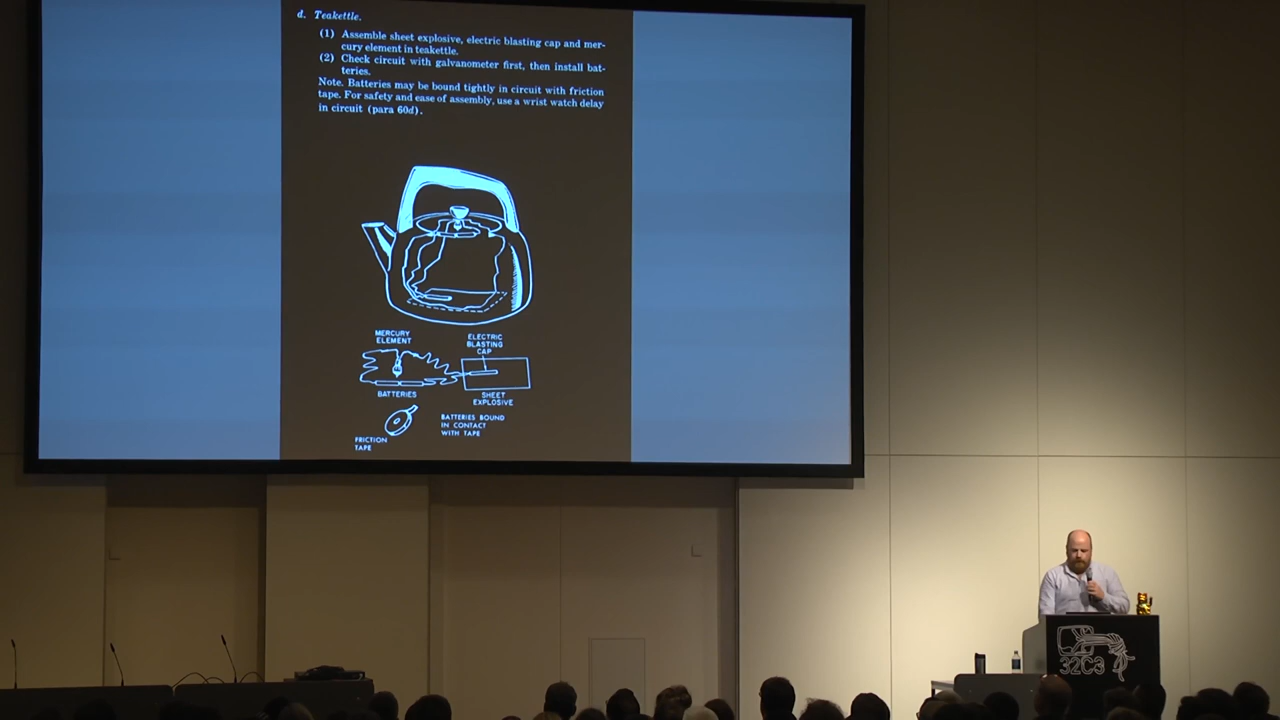 d. Teakettle.
(1) Assemble sheet explosive, electric blasting cap and mer-
cury element in teakettle.
(2) Check circuit with galvanometer first, then install bat-
teries.
Note. Batteries may be bound tightly in circuit with friction
tape. For safety and ease of assembly, use a wrist watch delay
in circuit (para 60d).
MERCURY
ELEMENT
ELECTRIC
BLASTING
CAP
BATTERIES
SHEET
EXPLOSIVE
FRICTION
TAPE
BATTERIES BOUND
IN CONTACT
WITH TAPE
32C3